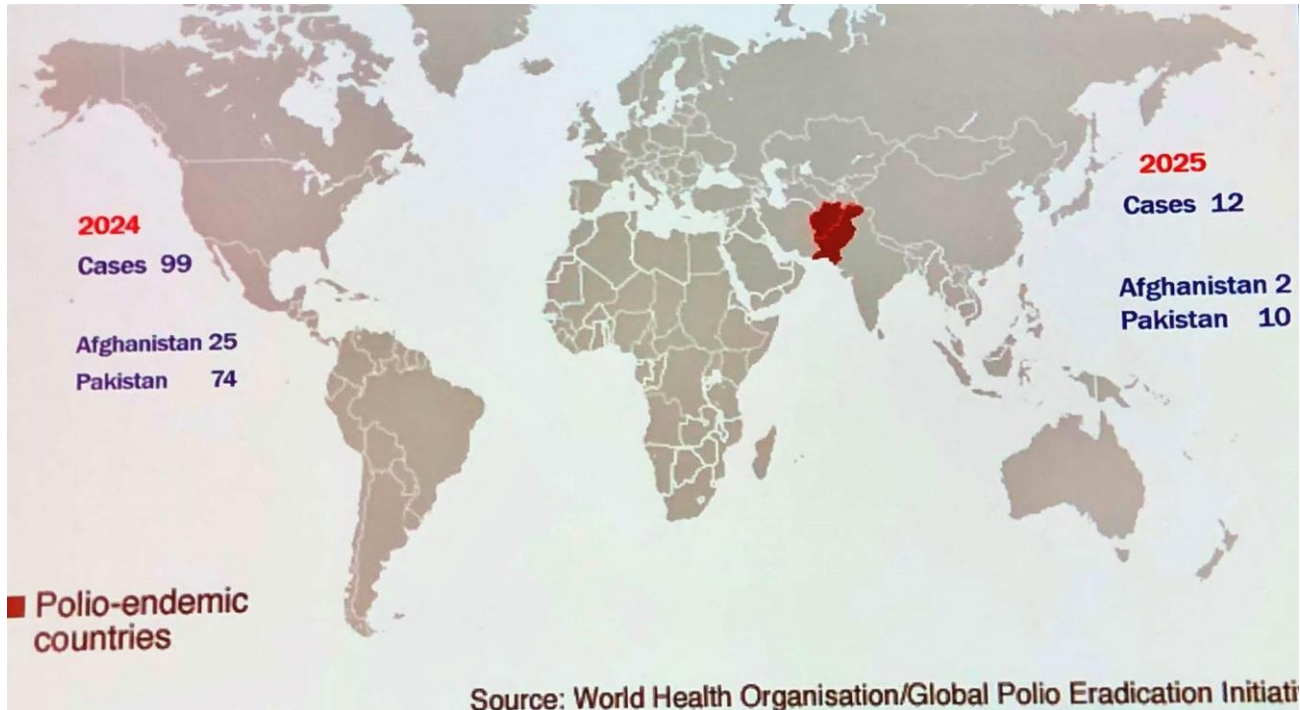 2024
Cases 99
Afghanistan 25
Pakistan 74
2025
Cases 12
Afghanistan 2
Pakistan 10
Polio-endemic
countries
Source: World Health Organisation/Global Polio Eradication Initiati